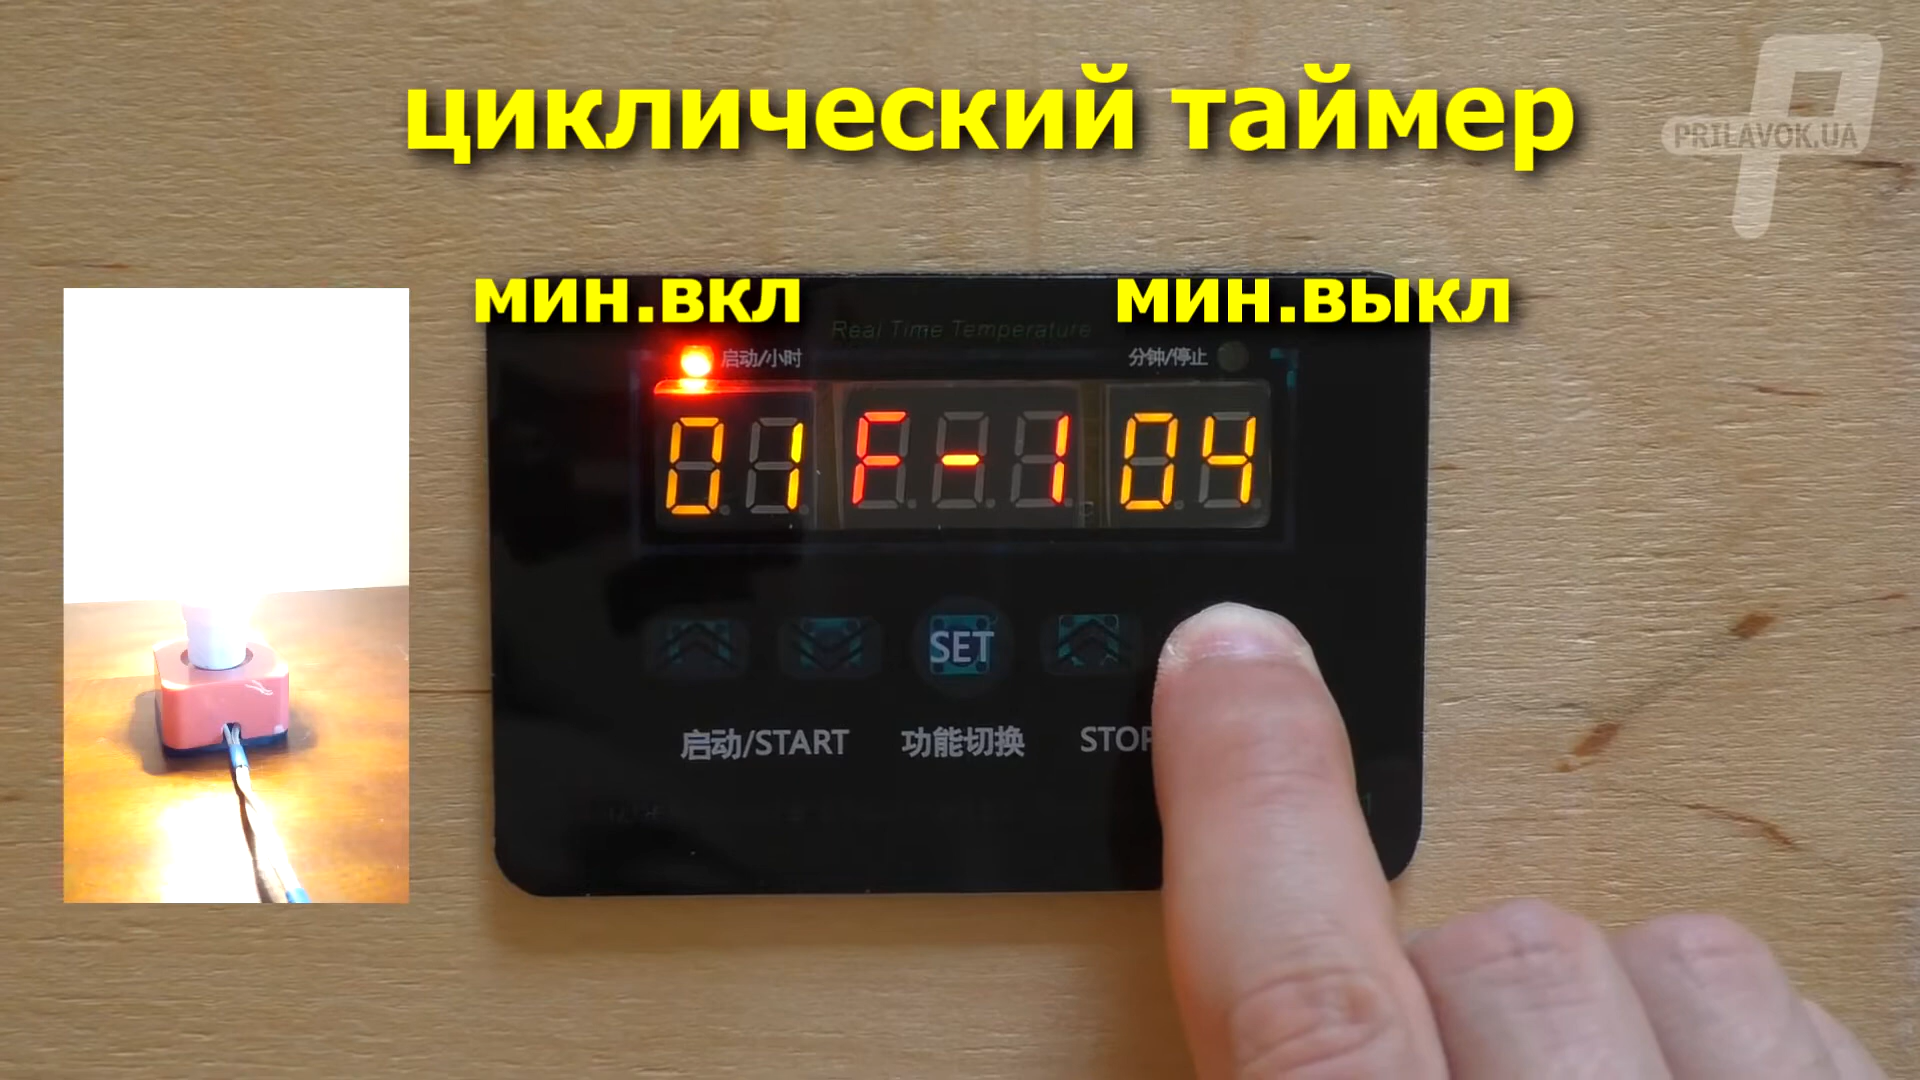 циклический таймер
PRILAVOK.UA
мин.вкл
мин.выкл
Real Time Temperature
启动/小时
分钟/停止
01 F-1 04
SET
启动/START
功能切换
STOP